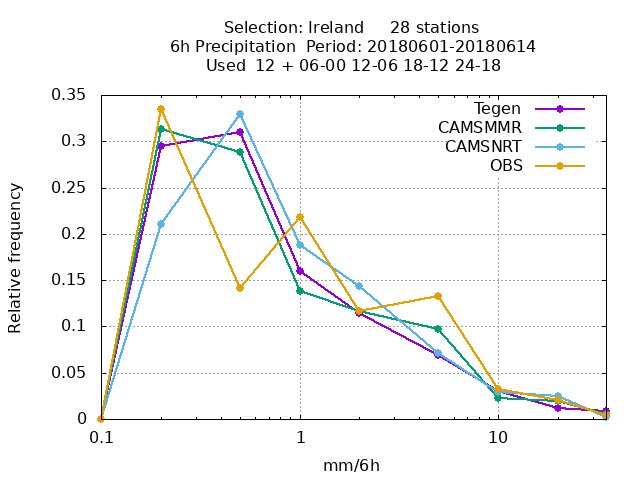 Selection: Ireland     28 stations
6h Precipitation  Period: 20180601-20180614
Used  12 + 06-00 12-06 18-12 24-18
Tegen
CAMSMMR
CAMSNRT
OBS
0.35
0.3
0.25
0.2
0.15
0.1
0.05
0
Relative frequency
0.1 1 10
mm/6h